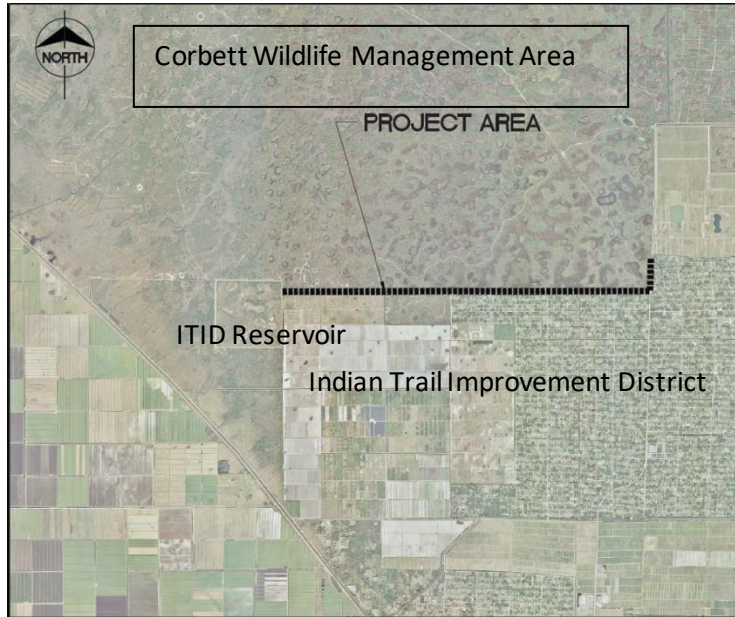 NORTH
Corbett Wildlife Management Area
PROJECT AREA
ITID Reservoir
Indian Trail Improvement District